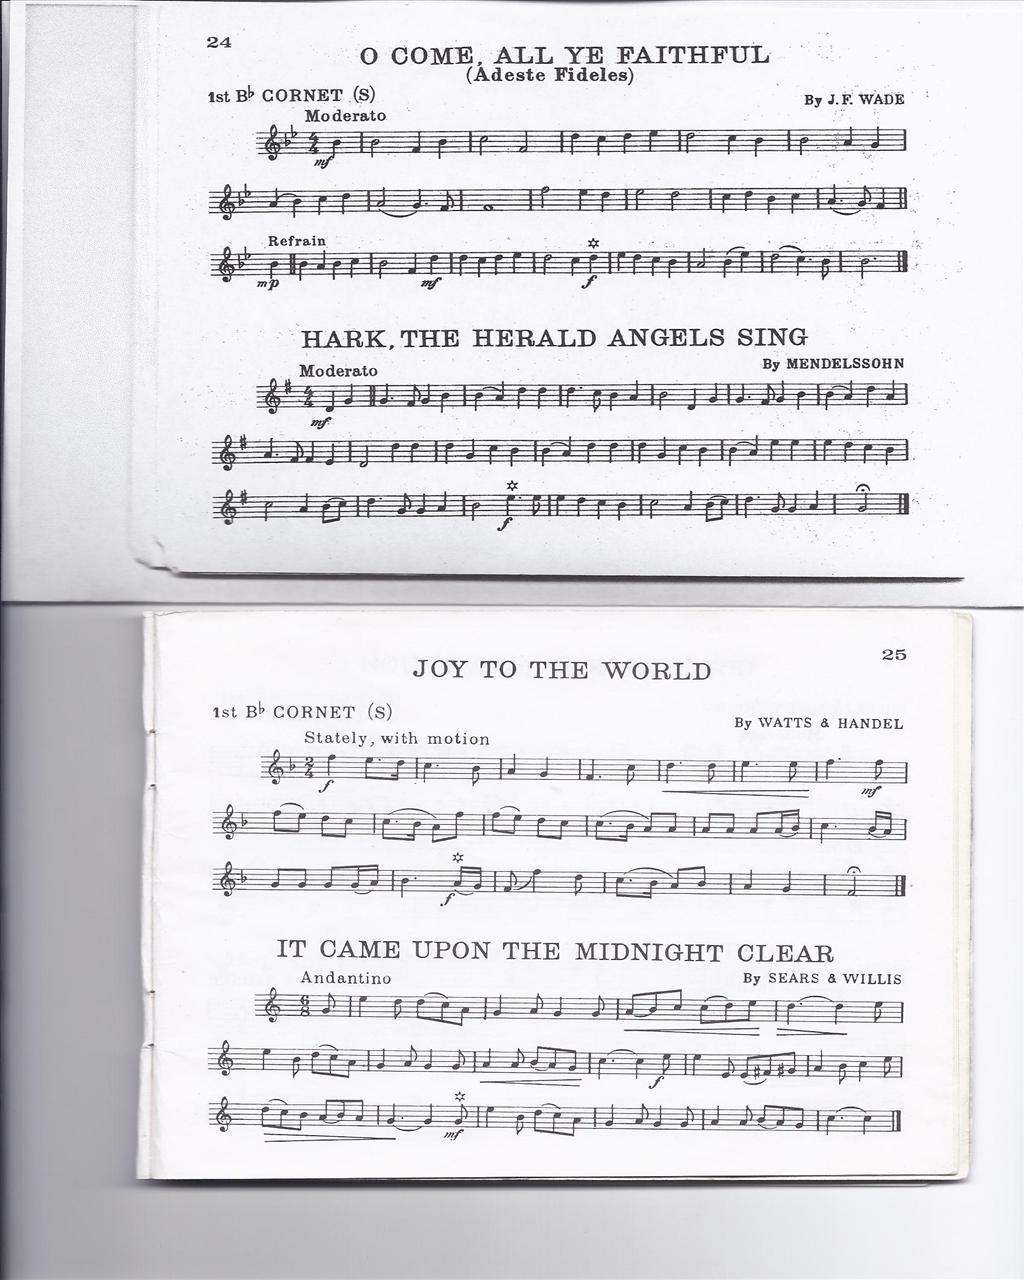 24
O COME, ALL YE FAITHFUL
(Adeste Fideles)
1st B♭ CORNET (S)
By J. F. WADE
Moderato
mf
Refrain
mp
mf
f
HARK, THE HERALD ANGELS SING
By MENDELSSOHN
Moderato
mf
f
25
JOY TO THE WORLD
1st B♭ CORNET (S)
By WATTS & HANDEL
Stately, with motion
f
mf
f
IT CAME UPON THE MIDNIGHT CLEAR
Andantino
By SEARS & WILLIS
f
mf